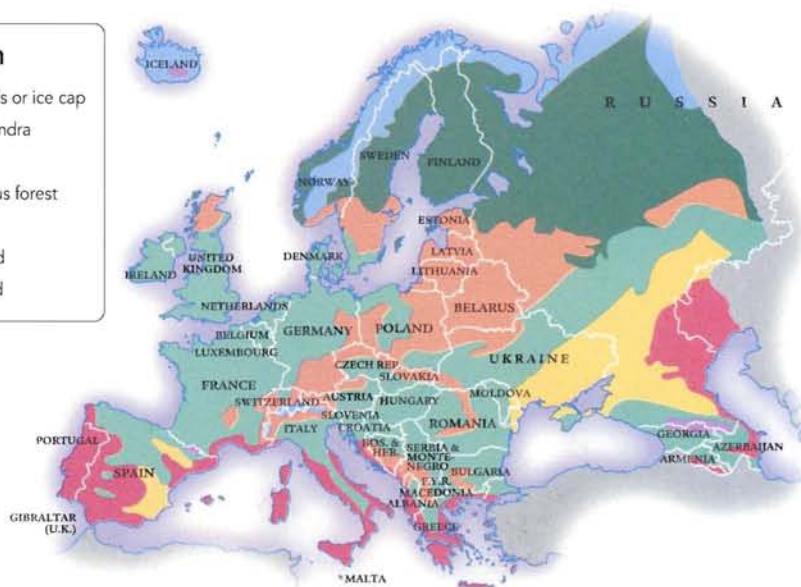 n
s or ice cap
ndra
us forest
d
d
ICELAND
R U S S I A
SWEDEN
FINLAND
NORWAY
ESTONIA
LATVIA
LITHUANIA
DENMARK
UNITED
KINGDOM
IRELAND
BELARUS
NETHERLANDS
GERMANY
POLAND
BELGIUM
LUXEMBOURG
UKRAINE
CZECH REP.
SLOVAKIA
FRANCE
SWITZERLAND
AUSTRIA
HUNGARY
MOLDOVA
SLOVENIA
CROATIA
ITALY
ROMANIA
PORTUGAL
SPAIN
BOS. &
HER.
SERBIA &
MONTE-
NEGRO
BULGARIA
GEORGIA
ARMENIA
AZERBAIJAN
F.Y.R.
MACEDONIA
ALBANIA
GREECE
GIBRALTAR
(U.K.)
MALTA